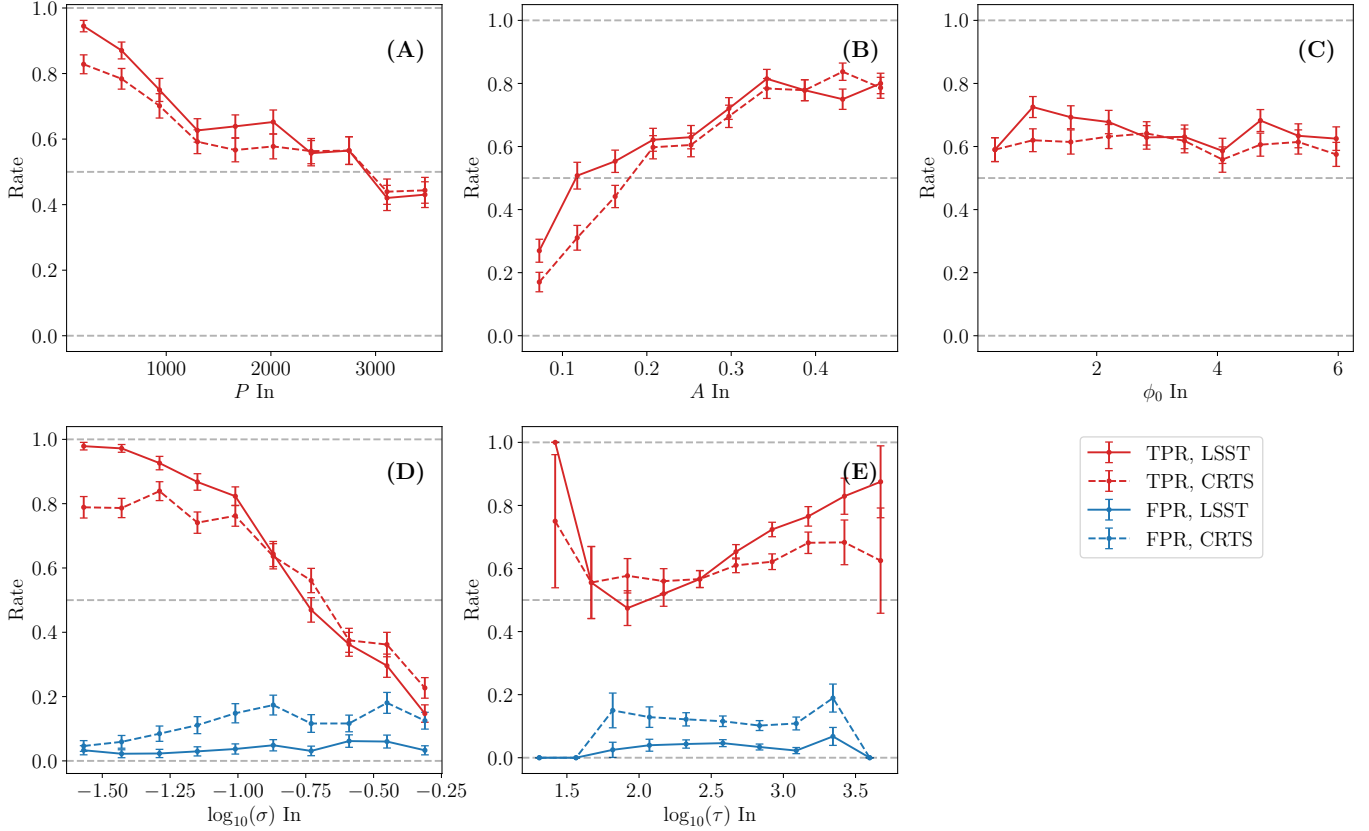 (A)
Rate
1.0
0.8
0.6
0.4
0.2
0.0
1000 2000 3000
P In
(B)
Rate
1.0
0.8
0.6
0.4
0.2
0.0
0.1 0.2 0.3 0.4
A In
(C)
Rate
1.0
0.8
0.6
0.4
0.2
0.0
2 4 6
ϕ₀ In
(D)
Rate
1.0
0.8
0.6
0.4
0.2
0.0
−1.50 −1.25 −1.00 −0.75 −0.50 −0.25
log₁₀(σ) In
(E)
Rate
1.0
0.8
0.6
0.4
0.2
0.0
1.5 2.0 2.5 3.0 3.5
log₁₀(τ) In
TPR, LSST
TPR, CRTS
FPR, LSST
FPR, CRTS